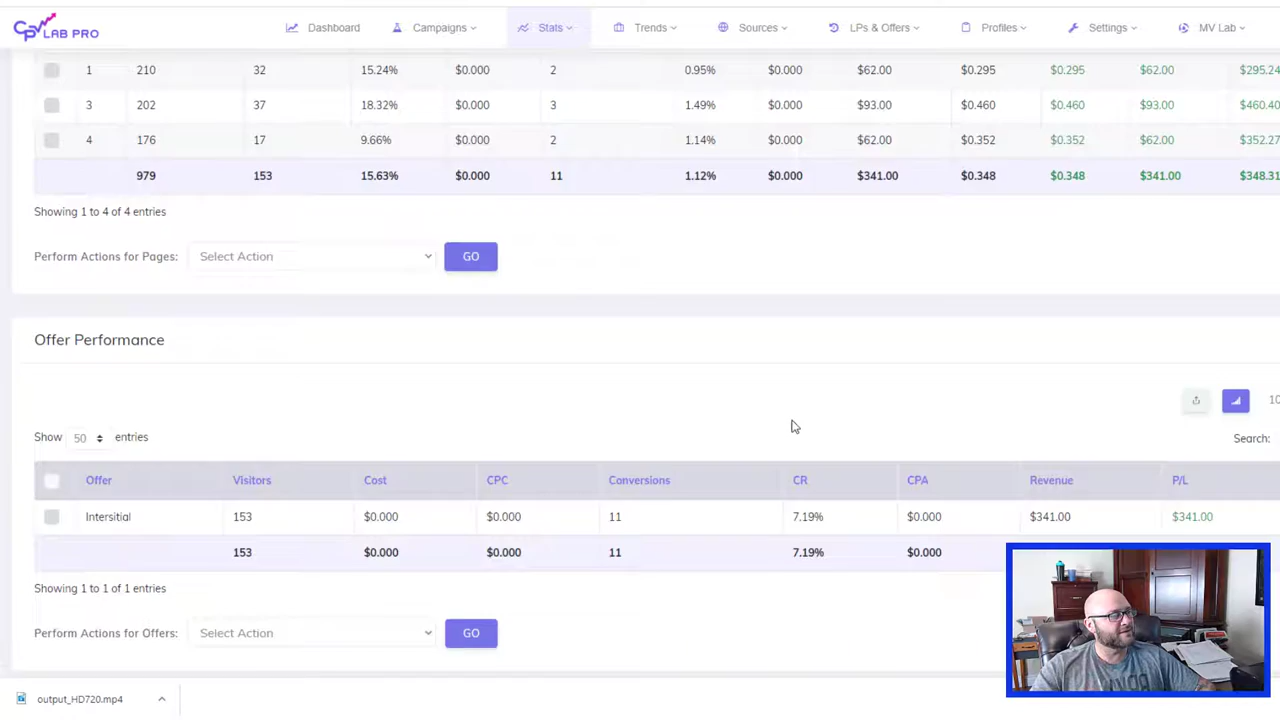 CPV LAB PRO Dashboard Campaigns Stats Trends Sources LPs & Offers Profiles Settings MV Lab
1 210 32 15.24% $0.000 2 0.95% $0.000 $62.00 $0.295 $0.295 $62.00 $295.24
3 202 37 18.32% $0.000 3 1.49% $0.000 $93.00 $0.460 $0.460 $93.00 $460.40
4 176 17 9.66% $0.000 2 1.14% $0.000 $62.00 $0.352 $0.352 $62.00 $352.27
979 153 15.63% $0.000 11 1.12% $0.000 $341.00 $0.348 $0.348 $341.00 $348.31
Showing 1 to 4 of 4 entries
Perform Actions for Pages: Select Action GO
Offer Performance
10
Show 50 entries Search:
Offer Visitors Cost CPC Conversions CR CPA Revenue P/L
Intersitial 153 $0.000 $0.000 11 7.19% $0.000 $341.00 $341.00
153 $0.000 $0.000 11 7.19% $0.000
Showing 1 to 1 of 1 entries
Perform Actions for Offers: Select Action GO
output_HD720.mp4